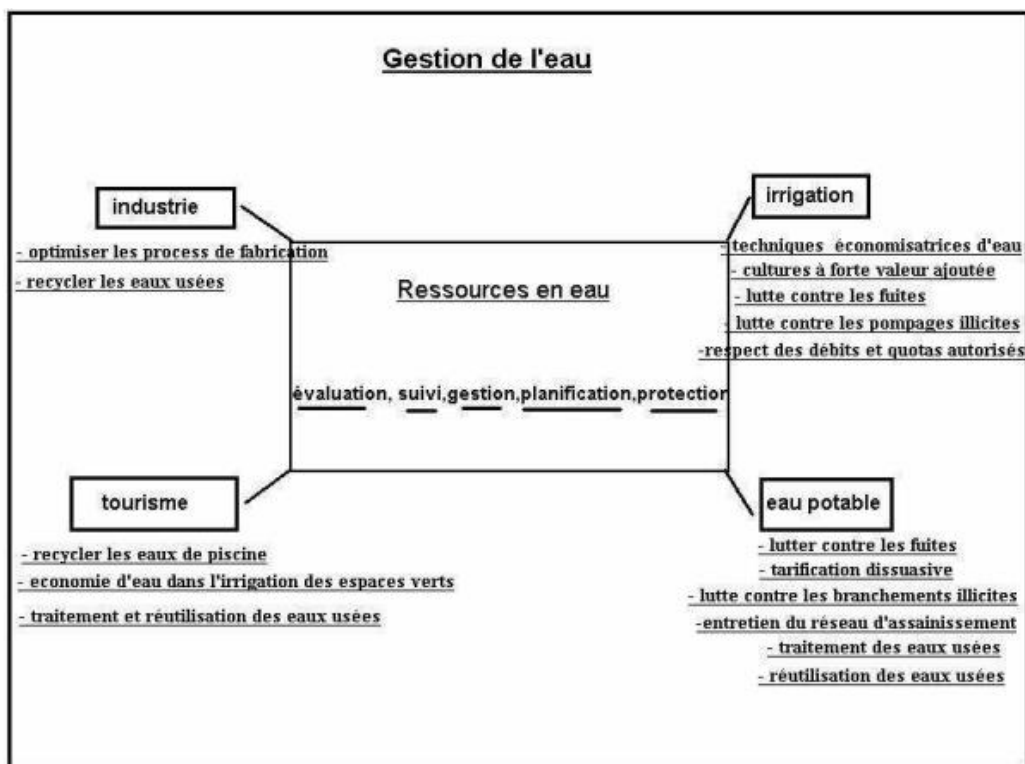 Gestion de l'eau
industrie
- optimiser les process de fabrication
- recycler les eaux usées
irrigation
- techniques économisatrices d'eau
- cultures à forte valeur ajoutée
- lutte contre les fuites
- lutte contre les pompages illicites
-respect des débits et quotas autorisés
Ressources en eau
évaluation, suivi,gestion,planification,protection
tourisme
- recycler les eaux de piscine
- economie d'eau dans l'irrigation des espaces verts
- traitement et réutilisation des eaux usées
eau potable
- lutter contre les fuites
- tarification dissuasive
- lutte contre les branchements illicites
-entretien du réseau d'assainissement
- traitement des eaux usées
- réutilisation des eaux usées